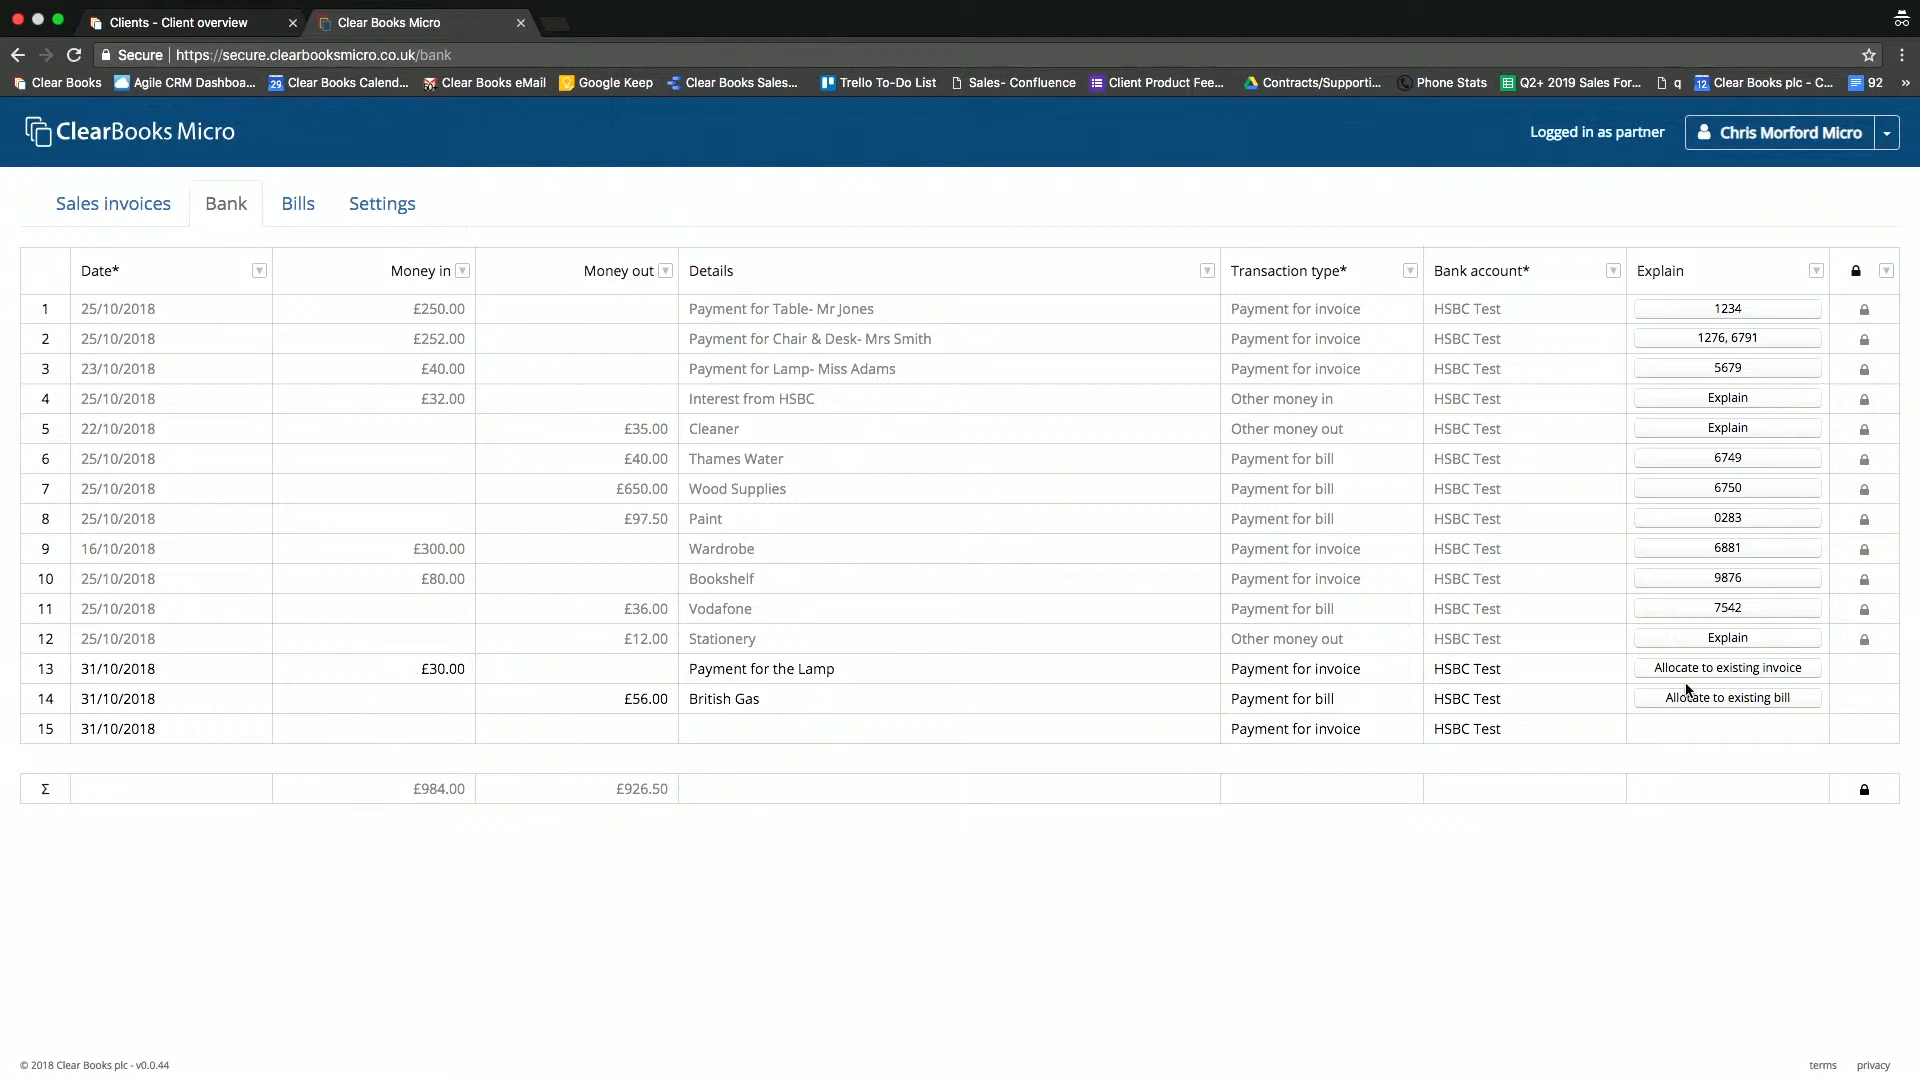 Clients - Client overview
Clear Books Micro
Secure | https://secure.clearbooksmicro.co.uk/bank
Clear Books Agile CRM Dashboa... 29 Clear Books Calend... Clear Books eMail Google Keep Clear Books Sales... Trello To-Do List Sales- Confluence Client Product Fee... Contracts/Supporti... Phone Stats Q2+ 2019 Sales For... q 12 Clear Books plc - C... 92 »
ClearBooks Micro
Logged in as partner Chris Morford Micro
Sales invoices Bank Bills Settings
Date* Money in Money out Details Transaction type* Bank account* Explain
1 25/10/2018 £250.00 Payment for Table- Mr Jones Payment for invoice HSBC Test 1234
2 25/10/2018 £252.00 Payment for Chair & Desk- Mrs Smith Payment for invoice HSBC Test 1276, 6791
3 23/10/2018 £40.00 Payment for Lamp- Miss Adams Payment for invoice HSBC Test 5679
4 25/10/2018 £32.00 Interest from HSBC Other money in HSBC Test Explain
5 22/10/2018 £35.00 Cleaner Other money out HSBC Test Explain
6 25/10/2018 £40.00 Thames Water Payment for bill HSBC Test 6749
7 25/10/2018 £650.00 Wood Supplies Payment for bill HSBC Test 6750
8 25/10/2018 £97.50 Paint Payment for bill HSBC Test 0283
9 16/10/2018 £300.00 Wardrobe Payment for invoice HSBC Test 6881
10 25/10/2018 £80.00 Bookshelf Payment for invoice HSBC Test 9876
11 25/10/2018 £36.00 Vodafone Payment for bill HSBC Test 7542
12 25/10/2018 £12.00 Stationery Other money out HSBC Test Explain
13 31/10/2018 £30.00 Payment for the Lamp Payment for invoice HSBC Test Allocate to existing invoice
14 31/10/2018 £56.00 British Gas Payment for bill HSBC Test Allocate to existing bill
15 31/10/2018 Payment for invoice HSBC Test
Σ £984.00 £926.50
© 2018 Clear Books plc - v0.0.44
terms privacy